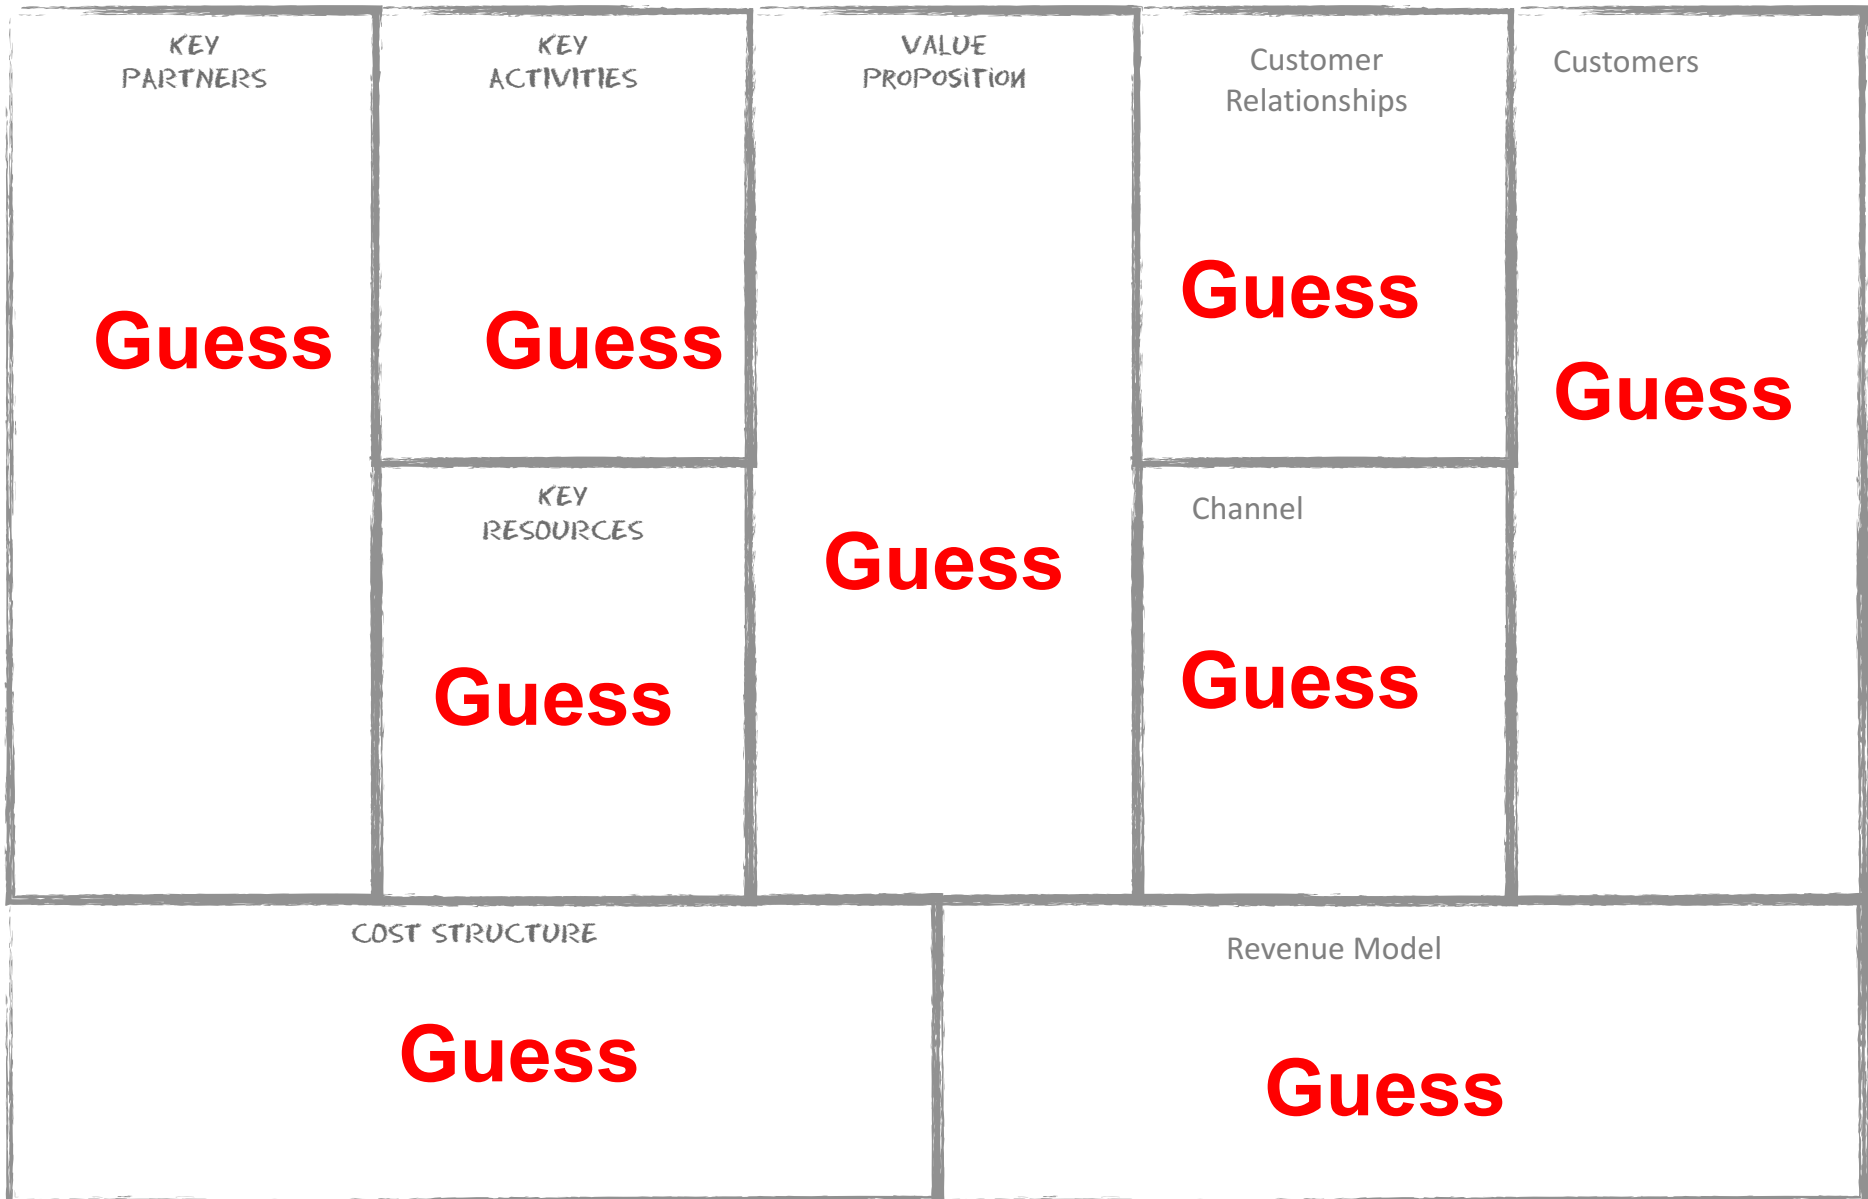 KEY
PARTNERS
Guess
KEY
ACTIVITIES
Guess
KEY
RESOURCES
Guess
VALUE
PROPOSITION
Guess
Customer
Relationships
Guess
Channel
Guess
Customers
Guess
COST STRUCTURE
Guess
Revenue Model
Guess